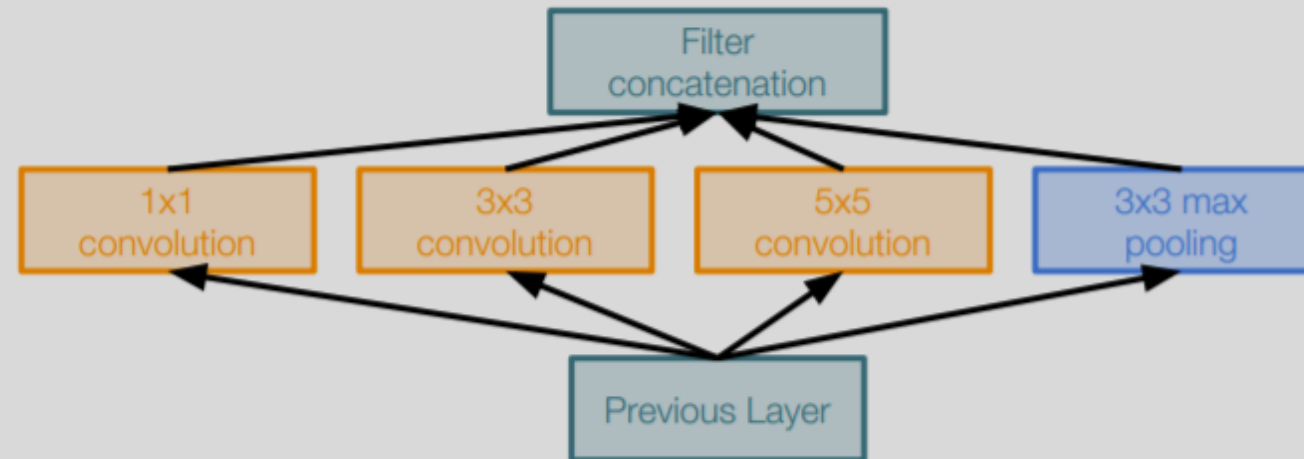 Filter
concatenation
1x1
convolution
3x3
convolution
5x5
convolution
3x3 max
pooling
Previous Layer